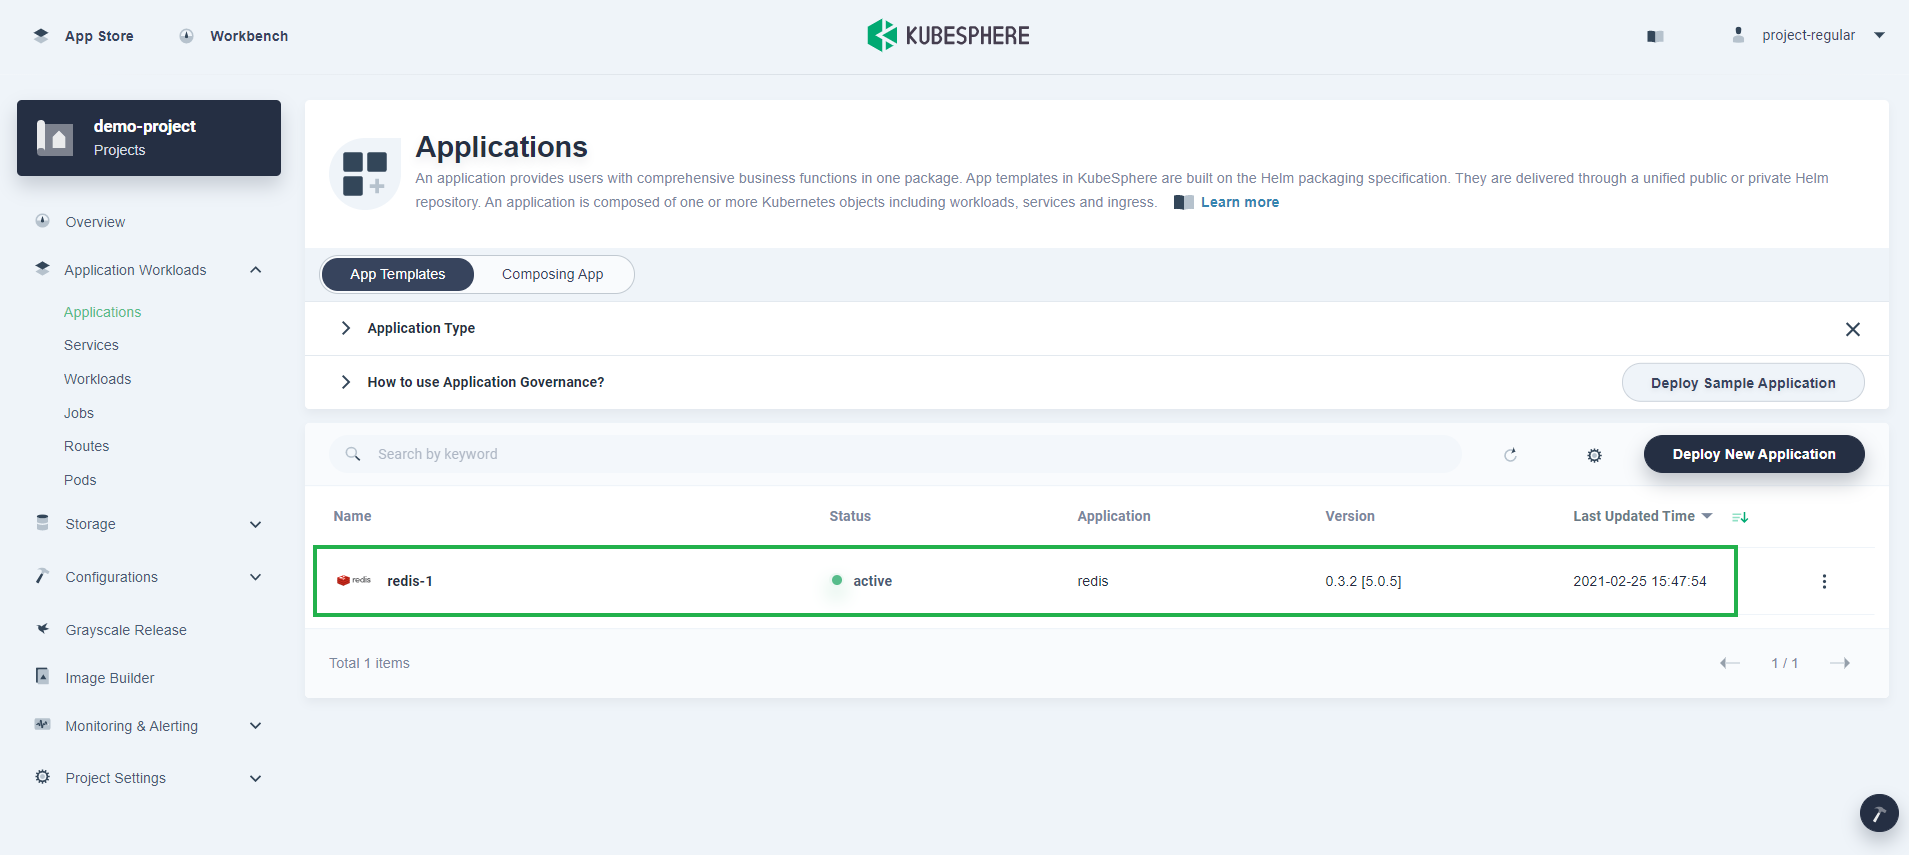 App Store
Workbench
KUBESPHERE
project-regular
demo-project
Projects
Overview
Application Workloads
Applications
Services
Workloads
Jobs
Routes
Pods
Storage
Configurations
Grayscale Release
Image Builder
Monitoring & Alerting
Project Settings
Applications
An application provides users with comprehensive business functions in one package. App templates in KubeSphere are built on the Helm packaging specification. They are delivered through a unified public or private Helm
repository. An application is composed of one or more Kubernetes objects including workloads, services and ingress. Learn more
App Templates
Composing App
Application Type
How to use Application Governance?
Deploy Sample Application
Search by keyword
Deploy New Application
Name Status Application Version Last Updated Time
redis redis-1 active redis 0.3.2 [5.0.5] 2021-02-25 15:47:54
Total 1 items
1 / 1